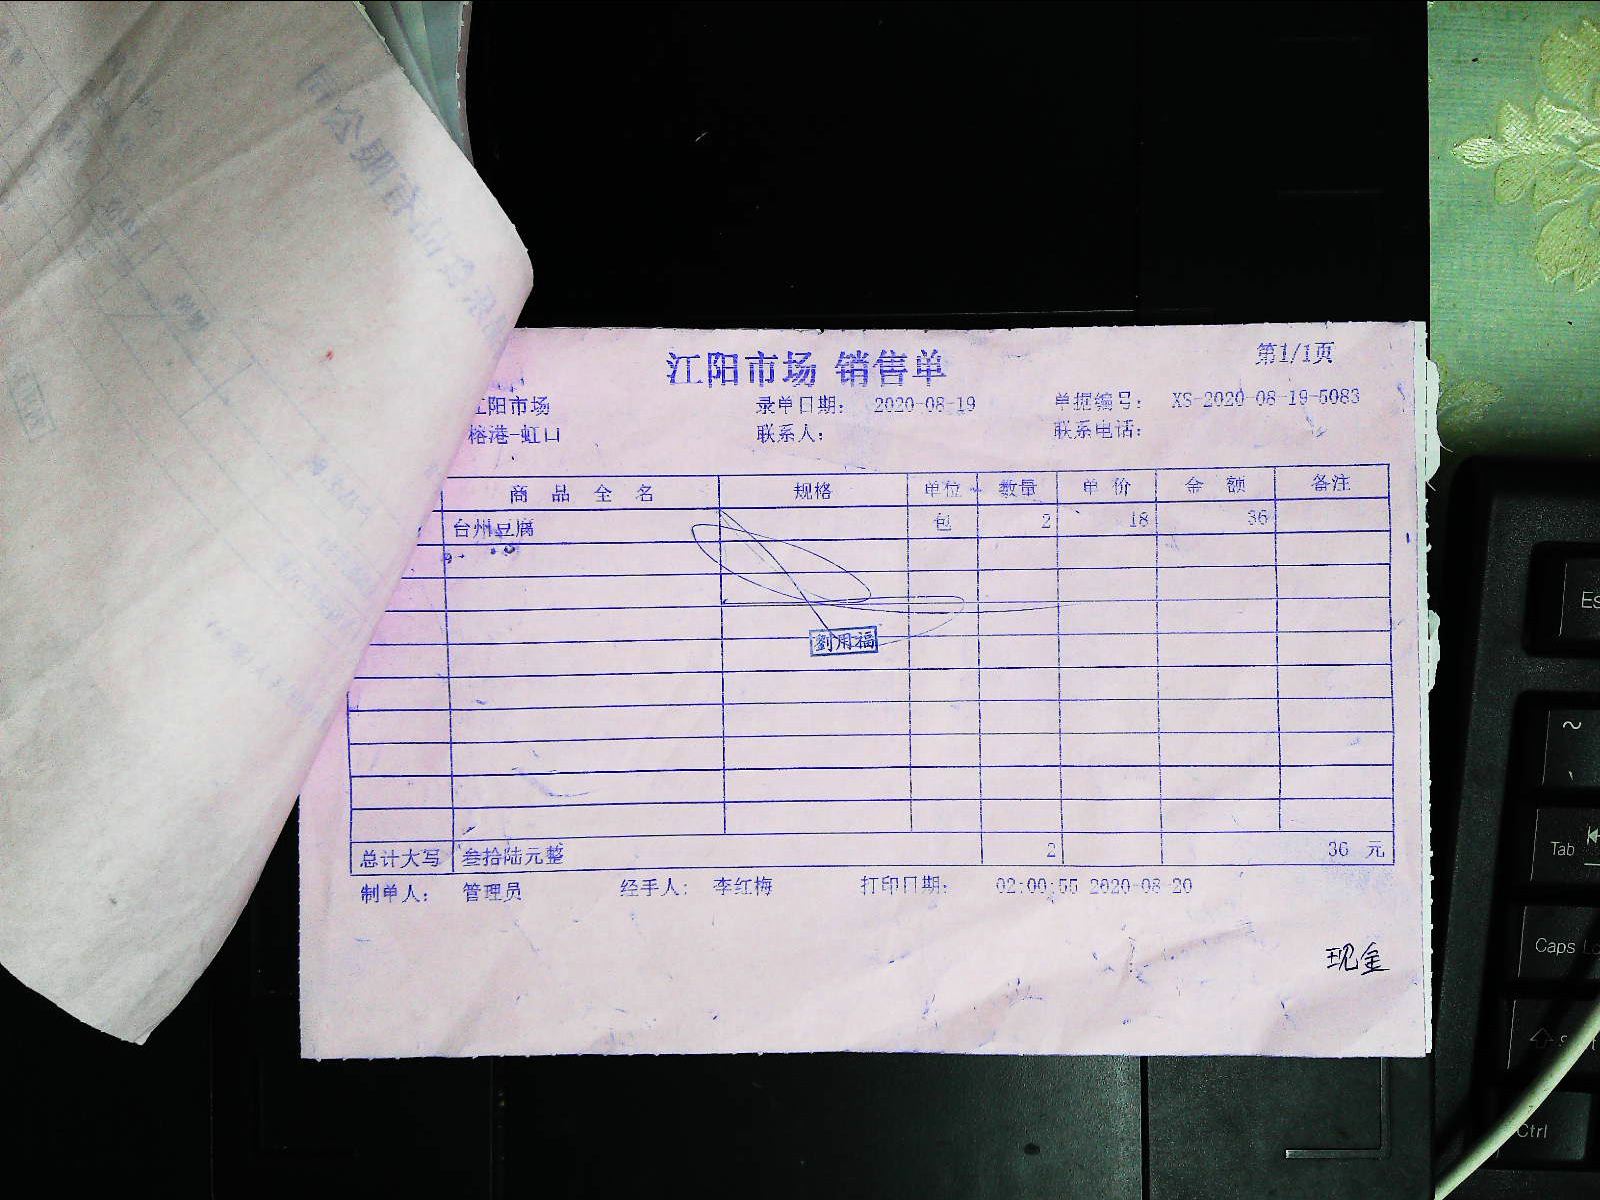 江阳市场 销售单
第1/1页
江阳市场 录单日期: 2020-08-19 单据编号: XS-2020-08-19-5083
榕港-虹口 联系人: 联系电话:
商品全名 规格 单位 数量 单价 金额 备注
台州豆腐 包 2 18 36
劉用福
总计大写 叁拾陆元整 2 36 元
制单人: 管理员 经手人: 李红梅 打印日期: 02:00:55 2020-08-20
现金
~
Tab
Caps
Ctrl